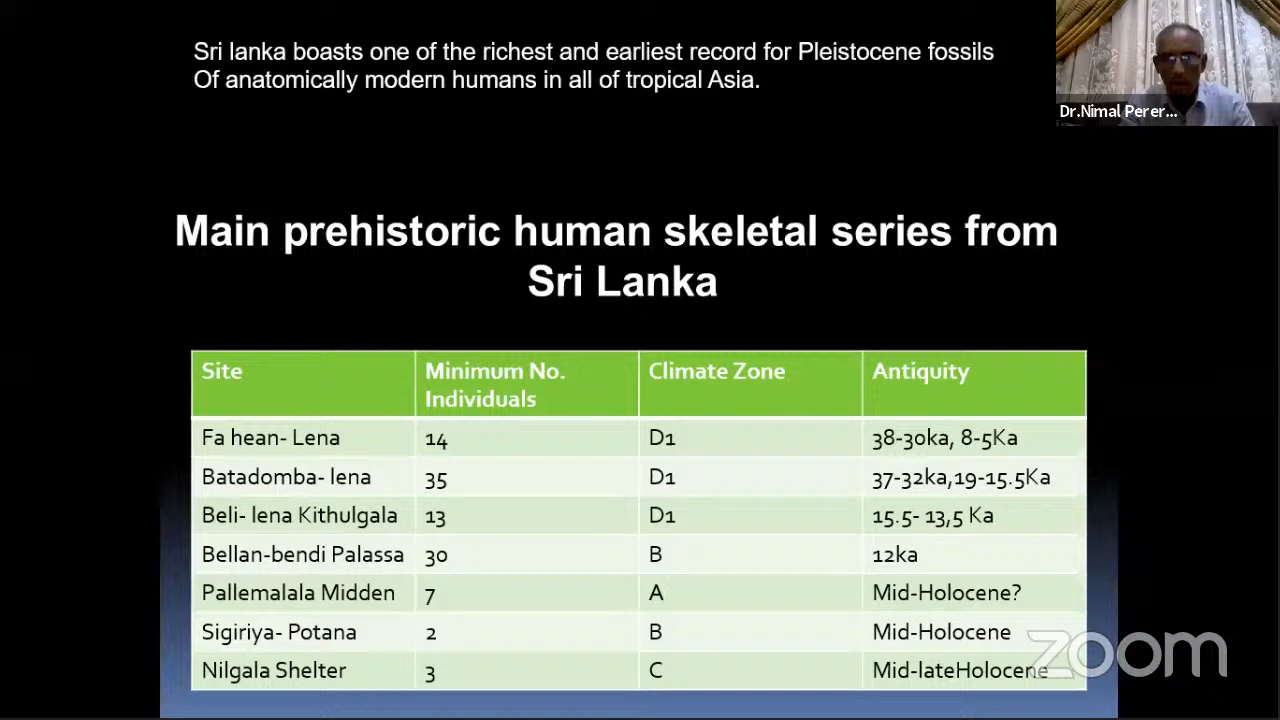 Sri lanka boasts one of the richest and earliest record for Pleistocene fossils
Of anatomically modern humans in all of tropical Asia.
Dr.Nimal Perer...
Main prehistoric human skeletal series from
Sri Lanka
Site Minimum No. Individuals Climate Zone Antiquity
Fa hean- Lena 14 D1 38-30ka, 8-5Ka
Batadomba- lena 35 D1 37-32ka,19-15.5Ka
Beli- lena Kithulgala 13 D1 15.5- 13,5 Ka
Bellan-bendi Palassa 30 B 12ka
Pallemalala Midden 7 A Mid-Holocene?
Sigiriya- Potana 2 B Mid-Holocene
Nilgala Shelter 3 C Mid-lateHolocene
zoom